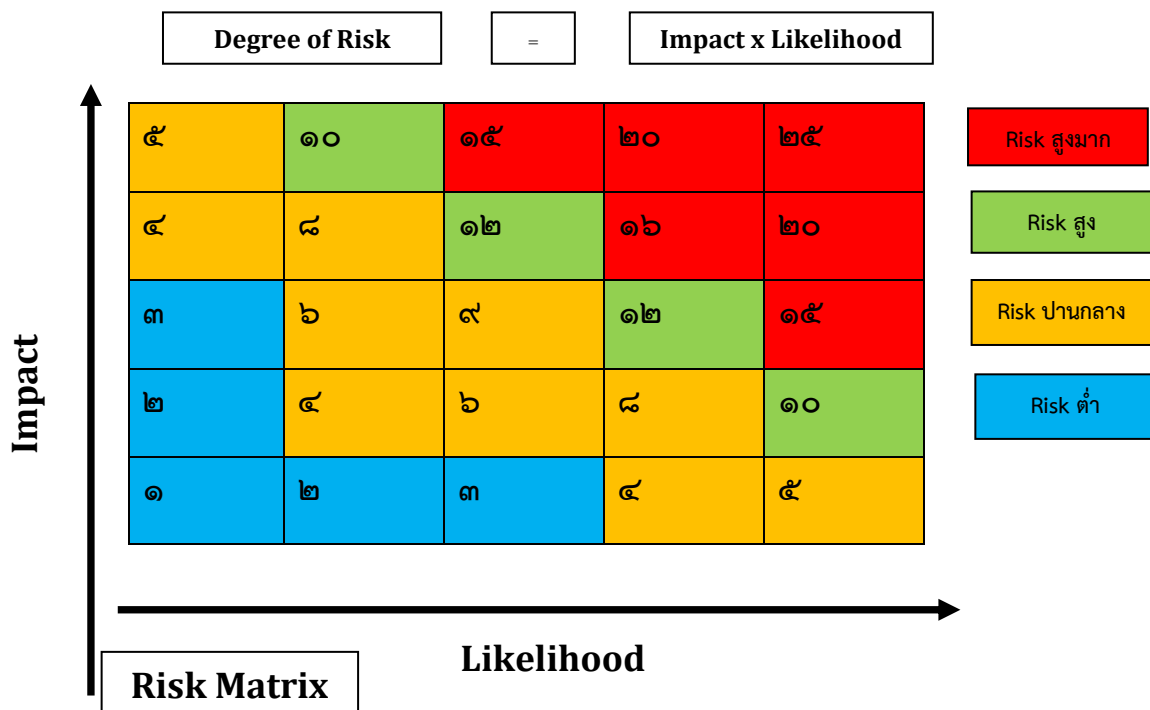 Degree of Risk = Impact x Likelihood
๕ ๑๐ ๑๕ ๒๐ ๒๕
Risk สูงมาก
๔ ๘ ๑๒ ๑๖ ๒๐
Risk สูง
๓ ๖ ๙ ๑๒ ๑๕
Risk ปานกลาง
๒ ๔ ๖ ๘ ๑๐
Risk ต่ำ
๑ ๒ ๓ ๔ ๕
Impact
Likelihood
Risk Matrix